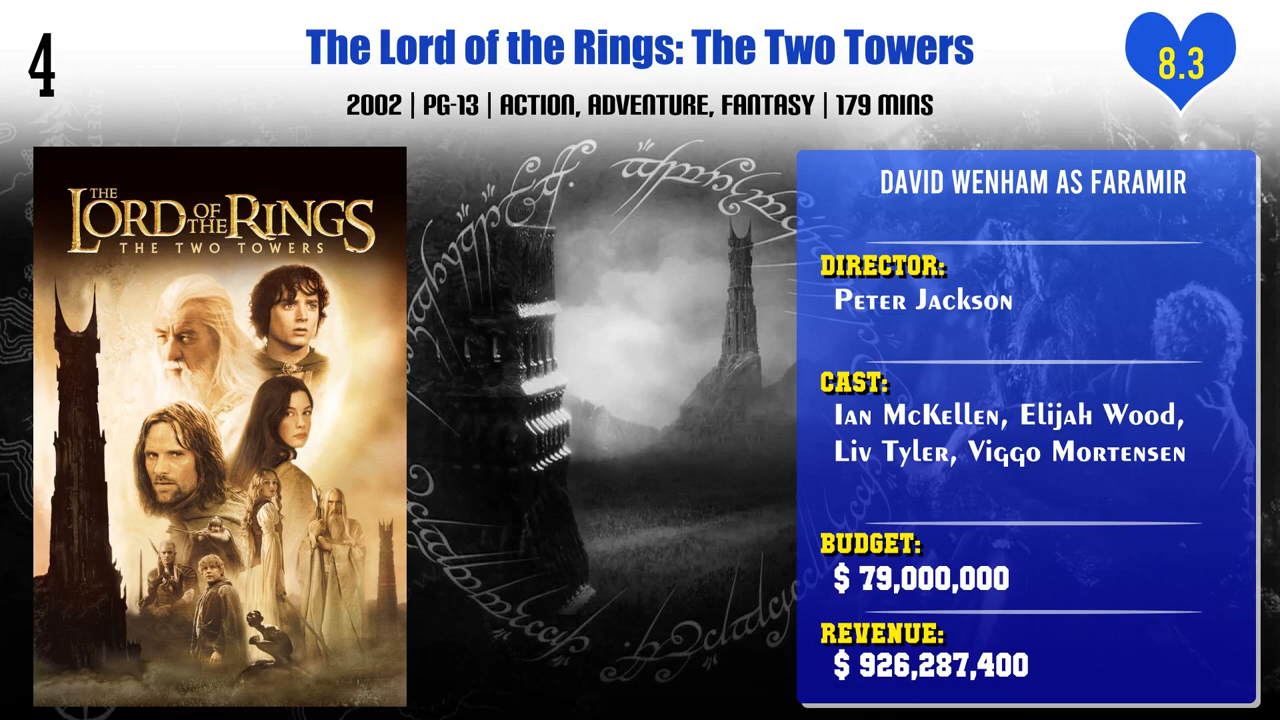 4
The Lord of the Rings: The Two Towers
8.3
2002 | PG-13 | ACTION, ADVENTURE, FANTASY | 179 MINS
THE
LORD OF THE RINGS
THE TWO TOWERS
DAVID WENHAM AS FARAMIR
DIRECTOR:
Peter Jackson
CAST:
Ian McKellen, Elijah Wood,
Liv Tyler, Viggo Mortensen
BUDGET:
$ 79,000,000
REVENUE:
$ 926,287,400